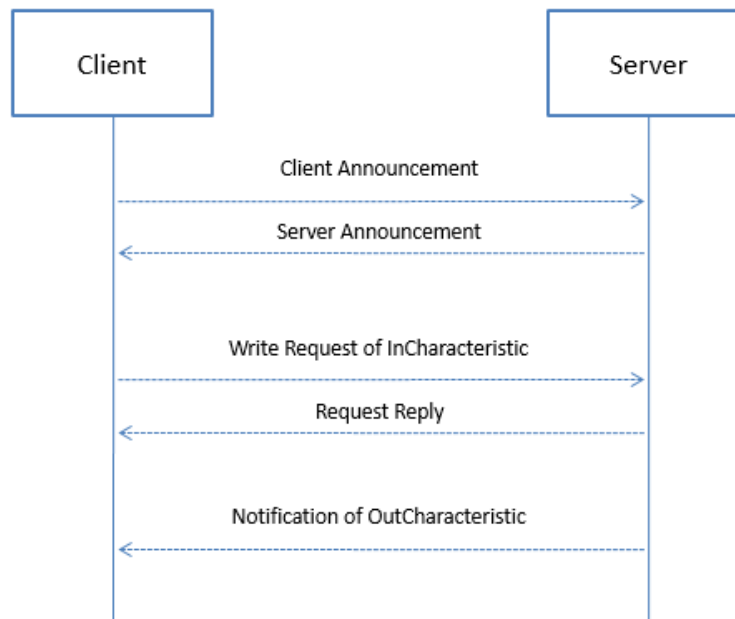 Client
Server
Client Announcement
Server Announcement
Write Request of InCharacteristic
Request Reply
Notification of OutCharacteristic